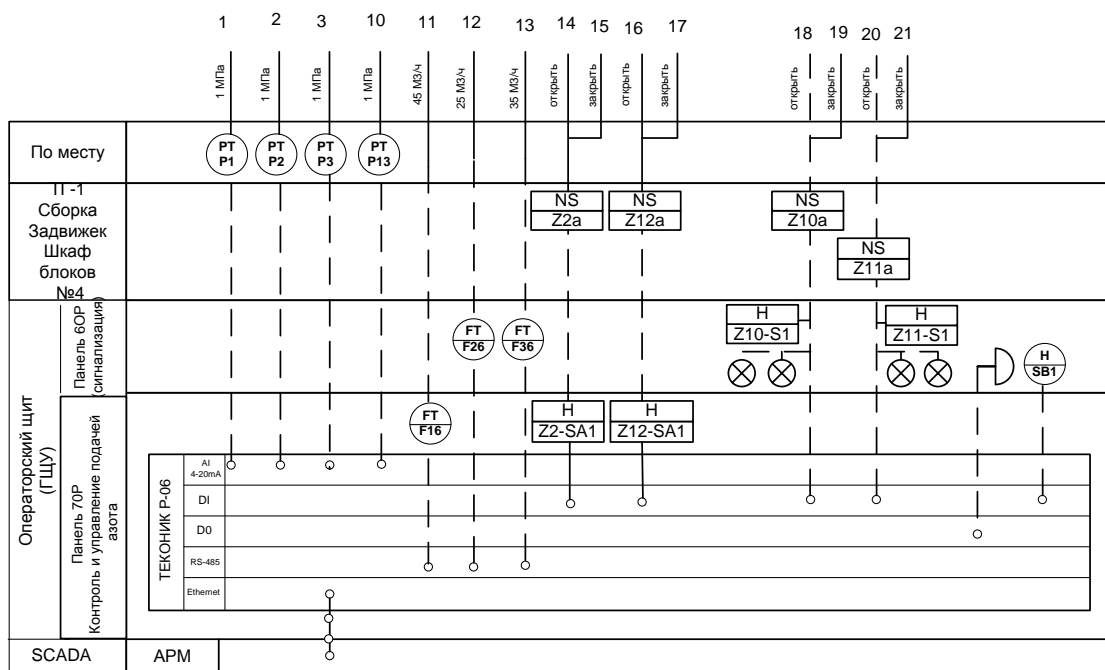 1 2 3 10 11 12 13 14 15 16 17 18 19 20 21
1 МПа 1 МПа 1 МПа 1 МПа 45 М3/ч 25 М3/ч 35 М3/ч открыть закрыть открыть закрыть открыть закрыть открыть закрыть
По месту
PT
P1
PT
P2
PT
P3
PT
P13
П -1
Сборка
Задвижек
Шкаф
блоков
№4
NS
Z2a
NS
Z12a
NS
Z10a
NS
Z11a
Операторский щит
(ГЩУ)
Панель 6ОР
(сигнализация)
FT
F26
FT
F36
H
Z10-S1
H
Z11-S1
H
SB1
Панель 70Р
Контроль и управление подачей
азота
FT
F16
H
Z2-SA1
H
Z12-SA1
ТЕКОНИК Р-06
AI
4-20mA
DI
D0
RS-485
Ethernet
SCADA
АРМ